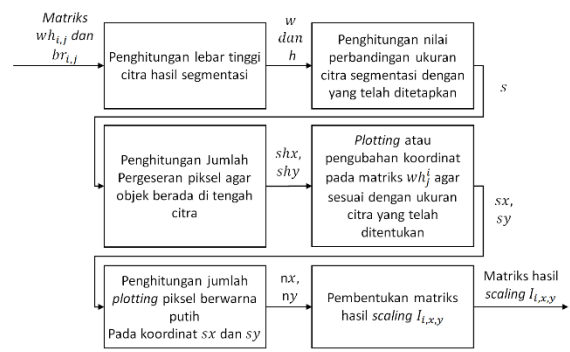 Matriks
wh_{i,j} dan
br_{i,j}
Penghitungan lebar tinggi
citra hasil segmentasi
w
dan
h
Penghitungan nilai
perbandingan ukuran
citra segmentasi dengan
yang telah ditetapkan
s
Penghitungan Jumlah
Pergeseran piksel agar
objek berada di tengah
citra
shx,
shy
Plotting atau
pengubahan koordinat
pada matriks wh_j^i agar
sesuai dengan ukuran
citra yang telah
ditentukan
sx,
sy
Penghitungan jumlah
plotting piksel berwarna
putih
Pada koordinat sx dan sy
nx,
ny
Pembentukan matriks
hasil scaling I_{i,x,y}
Matriks hasil
scaling I_{i,x,y}